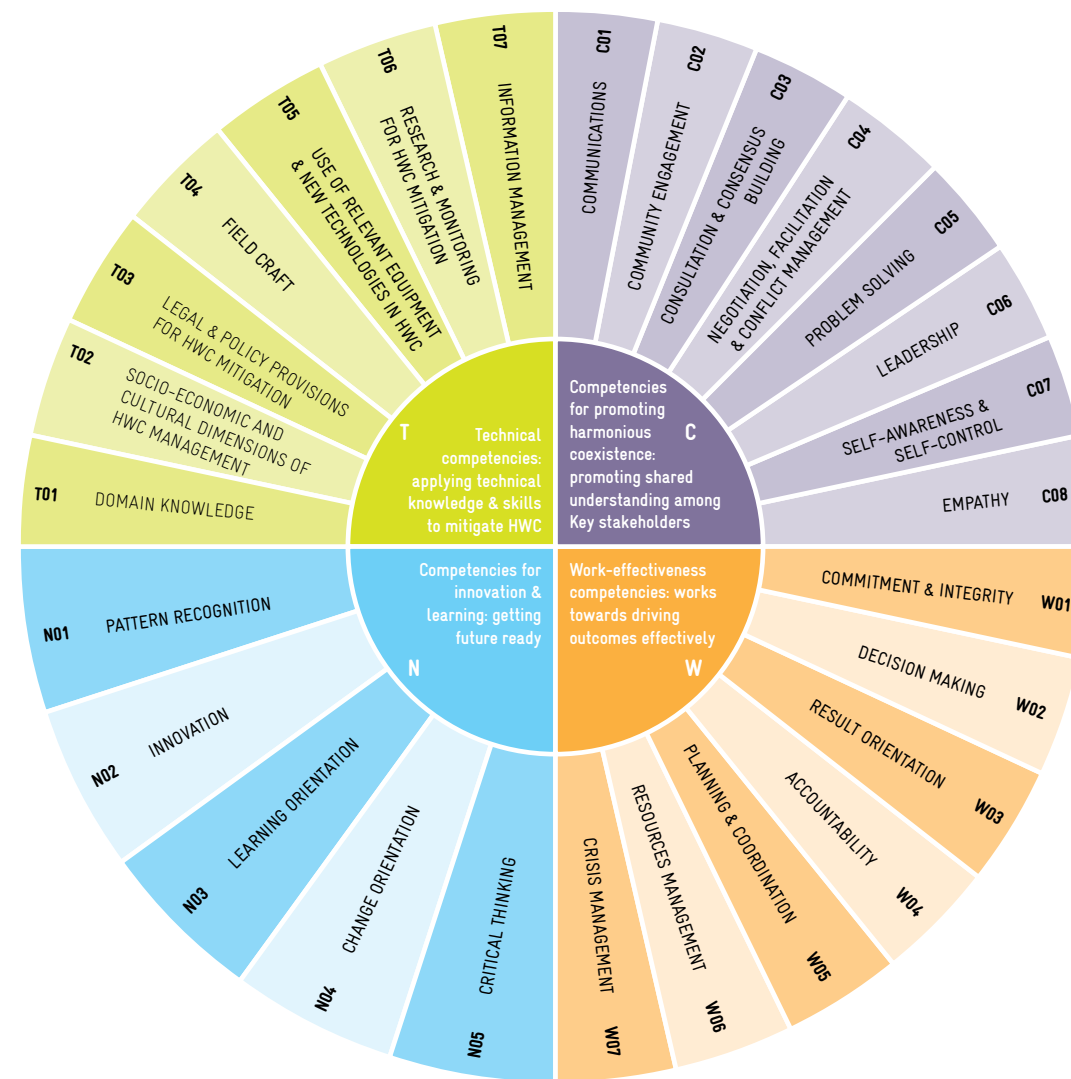 T01
DOMAIN KNOWLEDGE
T02
SOCIO-ECONOMIC AND
CULTURAL DIMENSIONS OF
HWC MANAGEMENT
T03
LEGAL & POLICY PROVISIONS
FOR HWC MITIGATION
T04
FIELD CRAFT
T05
USE OF RELEVANT EQUIPMENT
& NEW TECHNOLOGIES IN HWC
T06
RESEARCH & MONITORING
FOR HWC MITIGATION
T07
INFORMATION MANAGEMENT
C01
COMMUNICATIONS
C02
COMMUNITY ENGAGEMENT
C03
CONSULTATION & CONSENSUS
BUILDING
C04
NEGOTIATION, FACILITATION
& CONFLICT MANAGEMENT
C05
PROBLEM SOLVING
C06
LEADERSHIP
C07
SELF-AWARENESS &
SELF-CONTROL
C08
EMPATHY
W01
COMMITMENT & INTEGRITY
W02
DECISION MAKING
W03
RESULT ORIENTATION
W04
ACCOUNTABILITY
W05
PLANNING & COORDINATION
W06
RESOURCES MANAGEMENT
W07
CRISIS MANAGEMENT
N05
CRITICAL THINKING
N04
CHANGE ORIENTATION
N03
LEARNING ORIENTATION
N02
INNOVATION
N01
PATTERN RECOGNITION
T
Technical
competencies:
applying technical
knowledge & skills
to mitigate HWC
Competencies
for promoting
harmonious
C
coexistence:
promoting shared
understanding among
Key stakeholders
Competencies for
innovation &
learning: getting
future ready
N
Work-effectiveness
competencies: works
towards driving
outcomes effectively
W